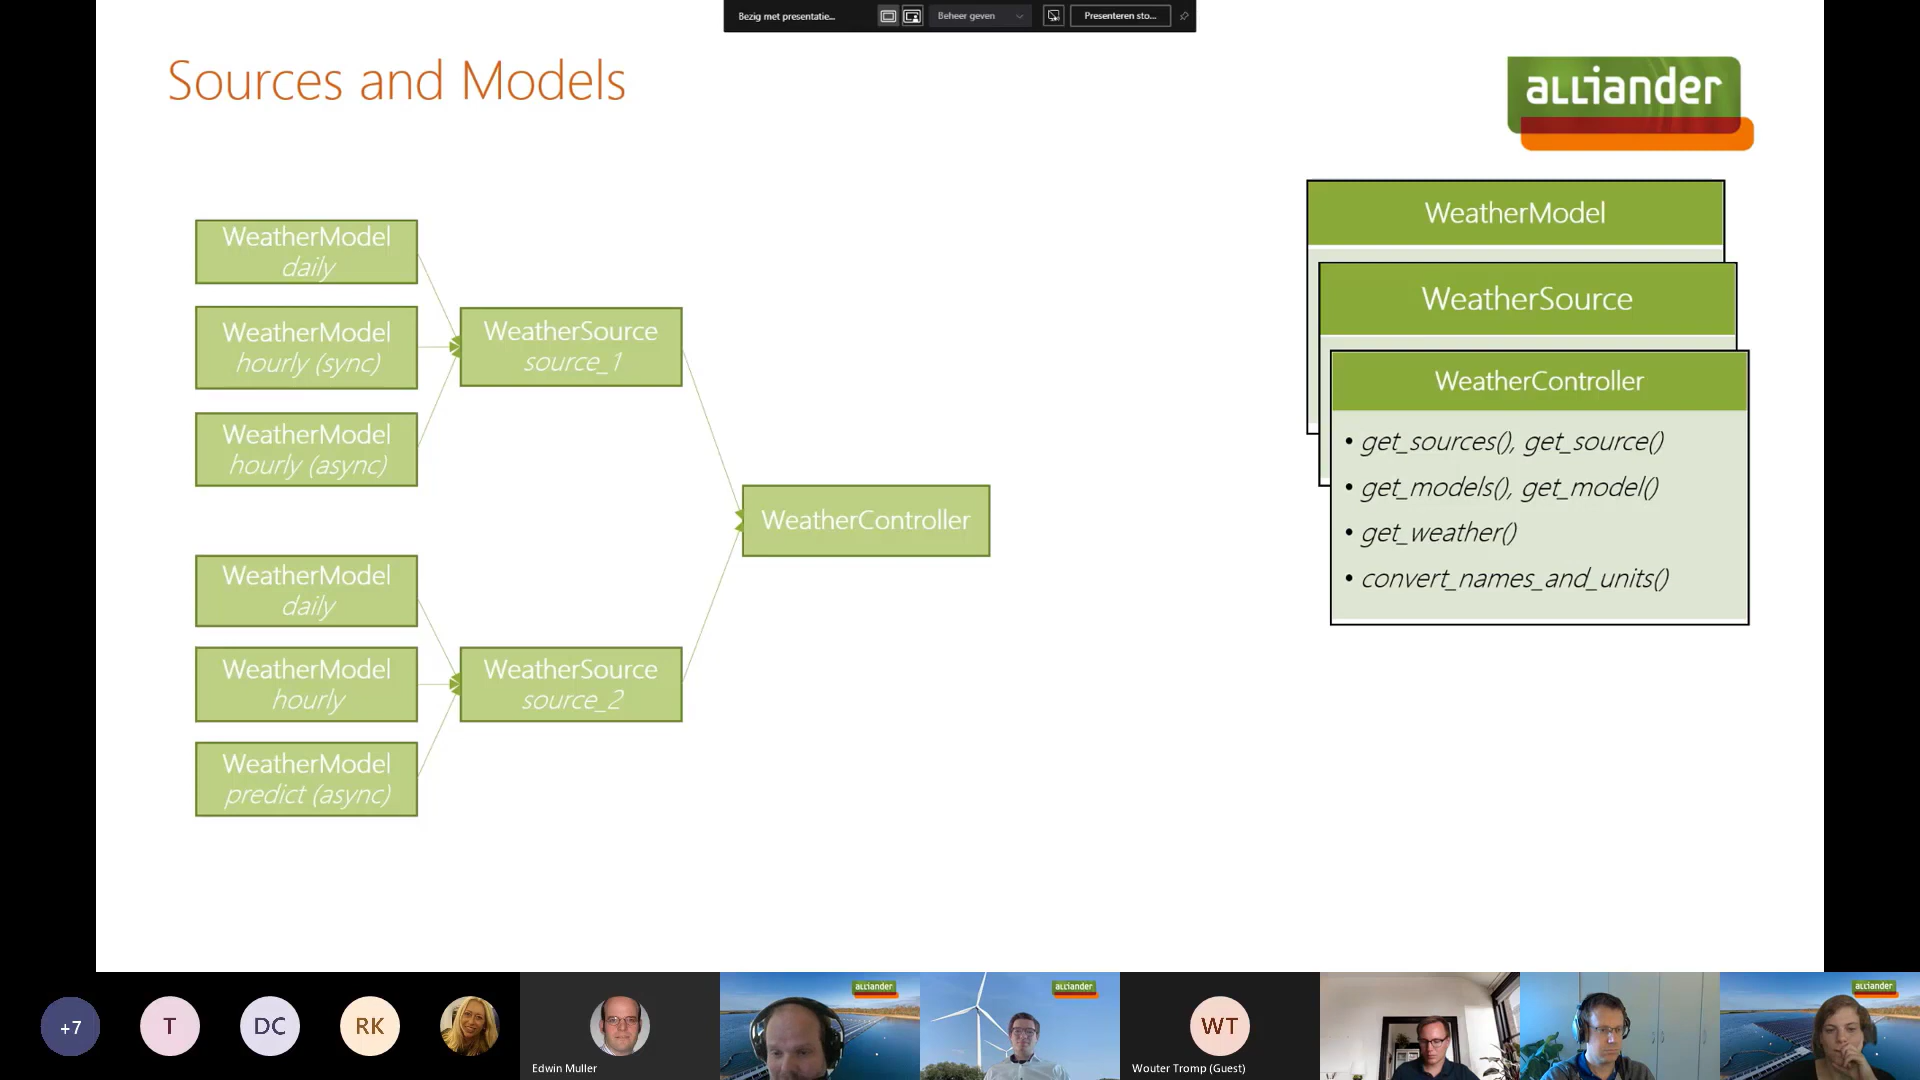 Bezig met presentatie...
Beheer geven
Presenteren sto...
Sources and Models
alliander
WeatherModel
daily
WeatherModel
hourly (sync)
WeatherModel
hourly (async)
WeatherSource
source_1
WeatherController
WeatherModel
daily
WeatherModel
hourly
WeatherModel
predict (async)
WeatherSource
source_2
WeatherModel
WeatherSource
WeatherController
• get_sources(), get_source()
• get_models(), get_model()
• get_weather()
• convert_names_and_units()
+7
T
DC
RK
Edwin Muller
alliander
alliander
WT
Wouter Tromp (Guest)
alliander